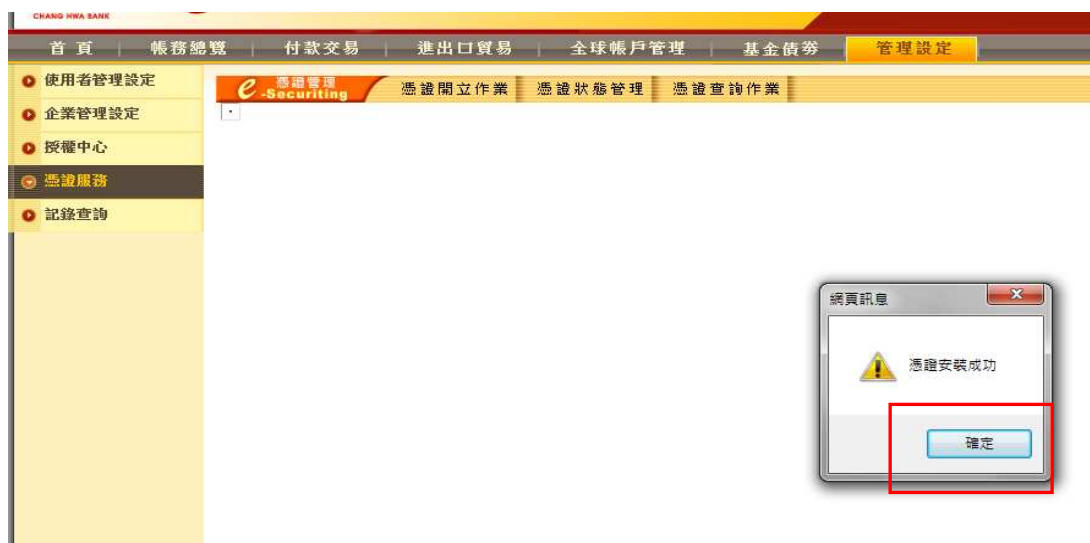 CHANG HWA BANK
首 頁 | 帳務總覽 | 付款交易 | 進出口貿易 | 全球帳戶管理 | 基金債券 管理設定
使用者管理設定
企業管理設定
授權中心
憑證服務
記錄查詢
憑證管理
e-Securiting
憑證開立作業 憑證狀態管理 憑證查詢作業
網頁訊息
憑證安裝成功
確定